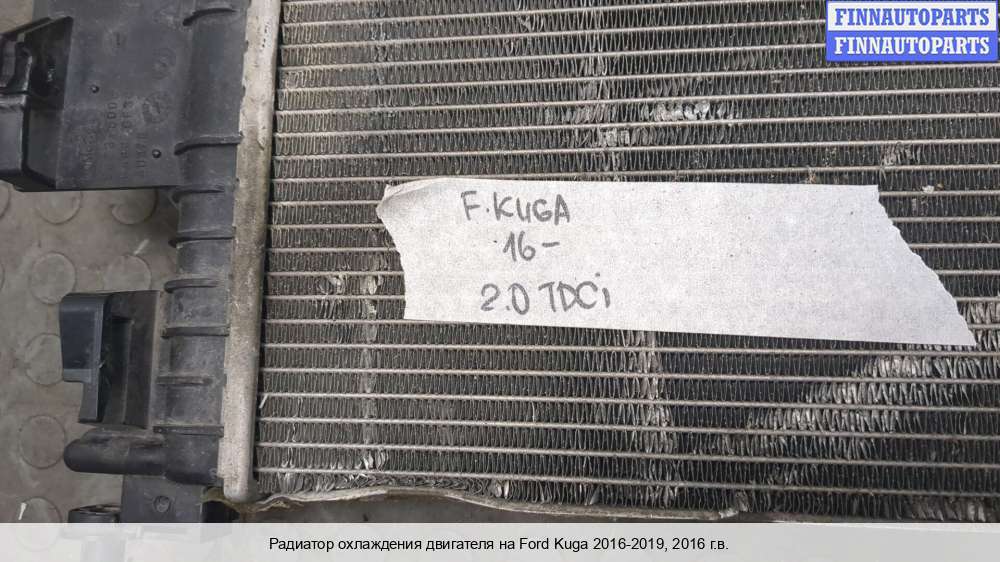 FINNAUTOPARTS
FINNAUTOPARTS
F.KUGA
16-
2.0 TDCi
Радиатор охлаждения двигателя на Ford Kuga 2016-2019, 2016 г.в.